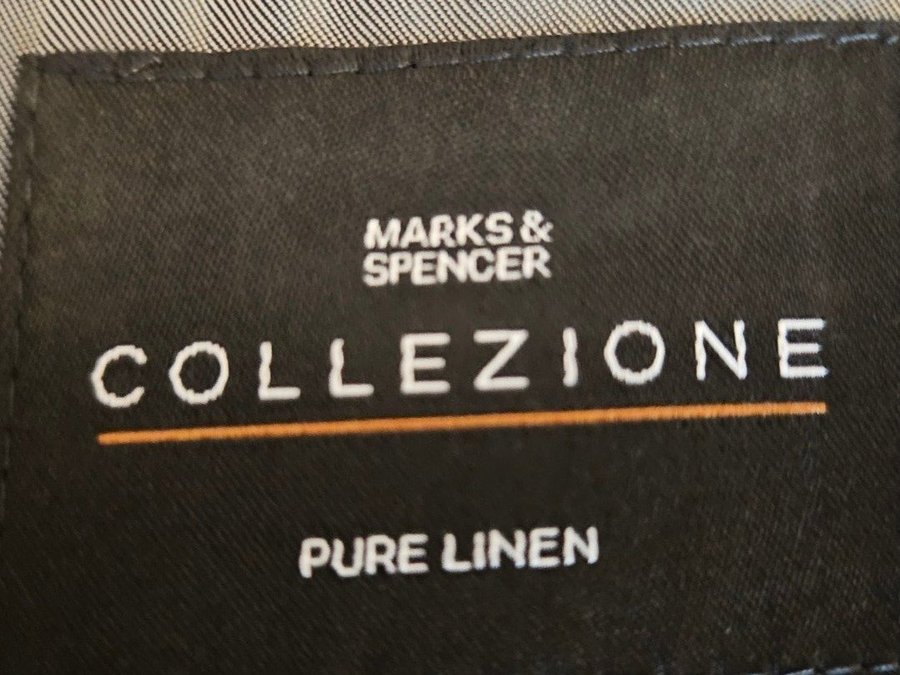 MARKS &
SPENCER
COLLEZIONE
PURE LINEN